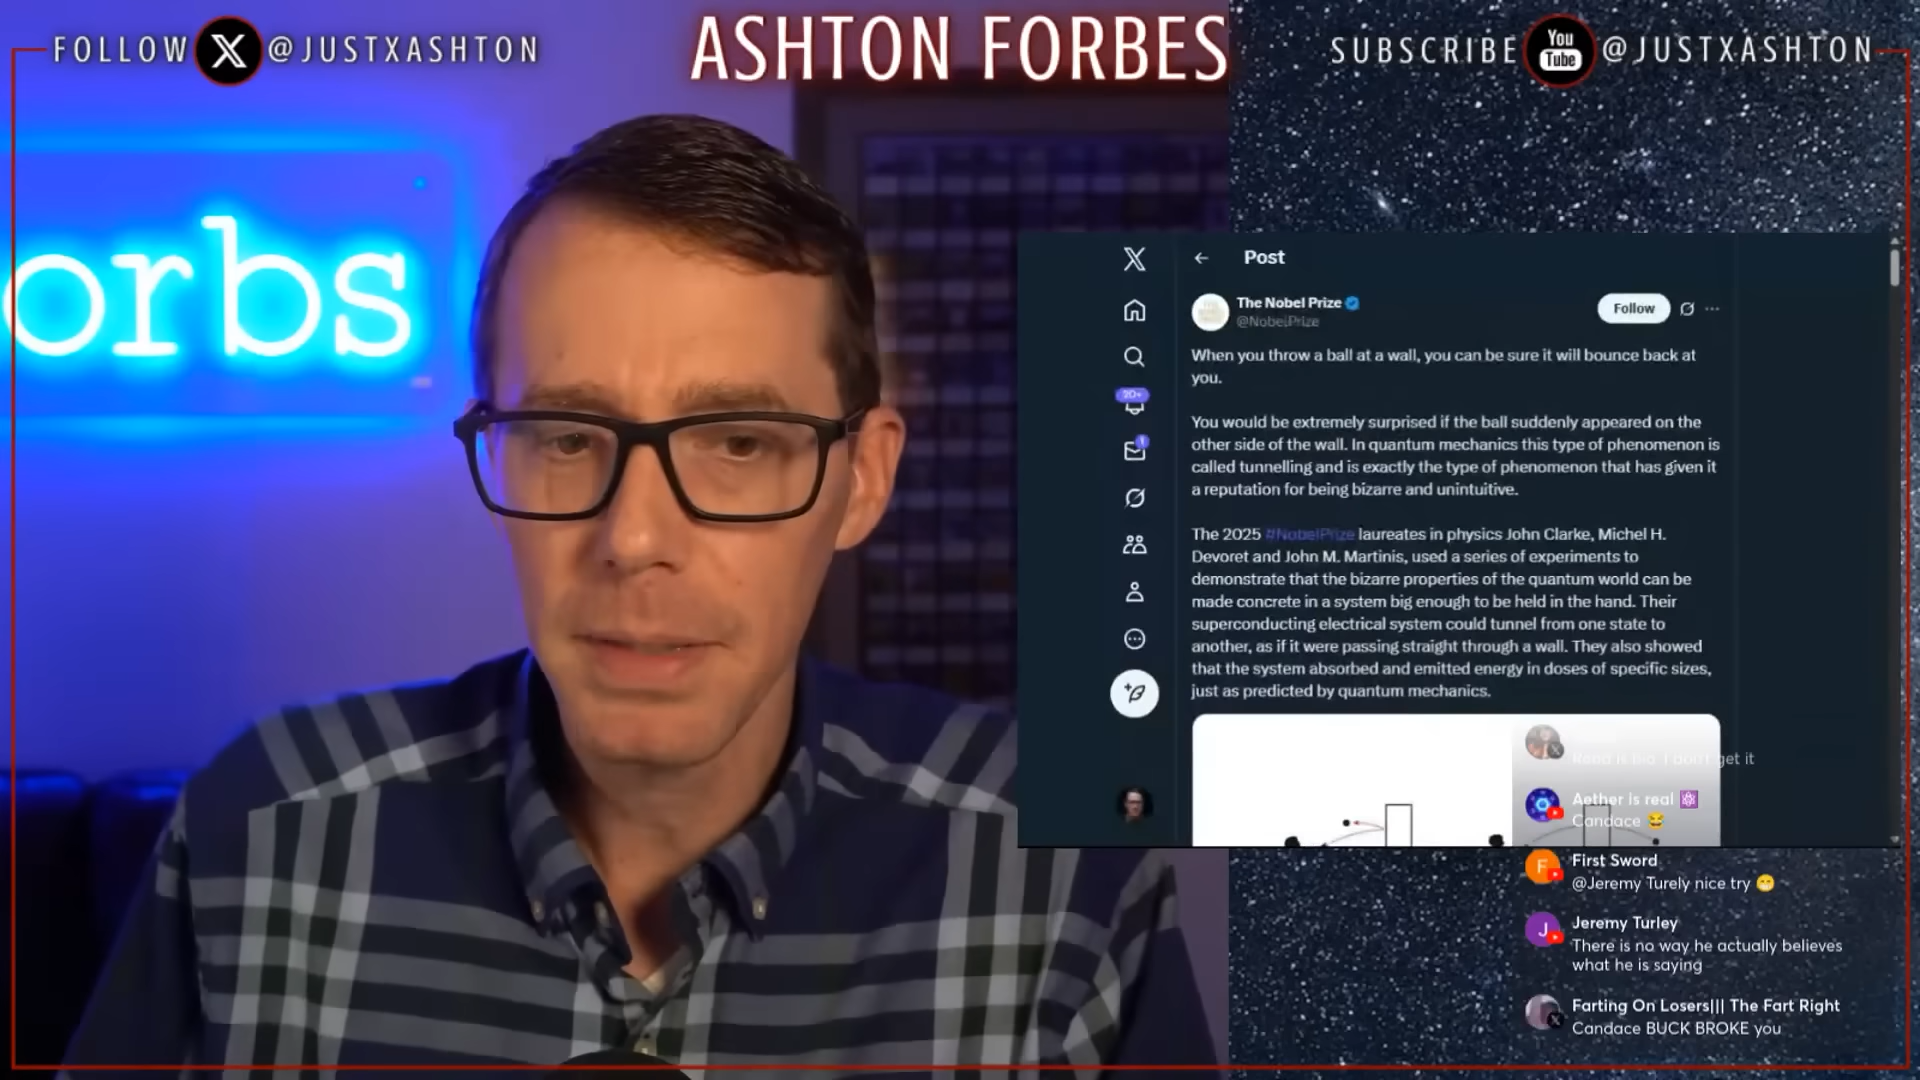 FOLLOW X @JUSTXASHTON
ASHTON FORBES
SUBSCRIBE You Tube @JUSTXASHTON
orbs
Post
The Nobel Prize
@NobelPrize
Follow
When you throw a ball at a wall, you can be sure it will bounce back at
you.
You would be extremely surprised if the ball suddenly appeared on the
other side of the wall. In quantum mechanics this type of phenomenon is
called tunnelling and is exactly the type of phenomenon that has given it
a reputation for being bizarre and unintuitive.
The 2025 #NobelPrize laureates in physics John Clarke, Michel H.
Devoret and John M. Martinis, used a series of experiments to
demonstrate that the bizarre properties of the quantum world can be
made concrete in a system big enough to be held in the hand. Their
superconducting electrical system could tunnel from one state to
another, as if it were passing straight through a wall. They also showed
that the system absorbed and emitted energy in doses of specific sizes,
just as predicted by quantum mechanics.
20+
1
I don't get it
Aether is real ⚛️
Candace 😂
F
First Sword
@Jeremy Turely nice try 😁
J
Jeremy Turley
There is no way he actually believes
what he is saying
Farting On Losers||| The Fart Right
Candace BUCK BROKE you